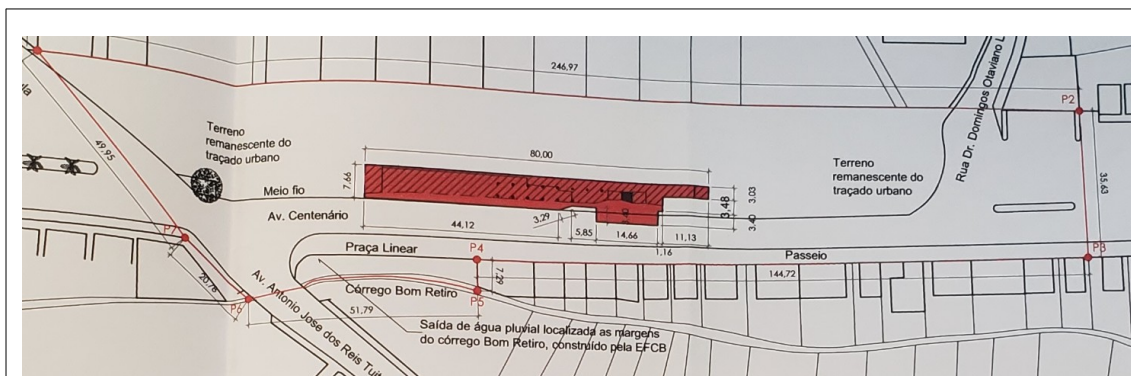 246,97
P2
Rua Dr. Domingos Otaviano L
49,95
Terreno
remanescente do
traçado urbano
80,00
Terreno
remanescente do
traçado urbano
35,63
7,66
Meio fio
3,03
3,48
3,40
Av. Centenário
44,12
3,29
5,85
14,66
11,13
1,16
P7
Praça Linear
P4
Passeio
P3
7,29
144,72
20,78
P6
Av. Antonio Jose dos Reis Tuit
Córrego Bom Retiro
P5
51,79
Saída de água pluvial localizada as margens
do córrego Bom Retiro, construído pela EFCB